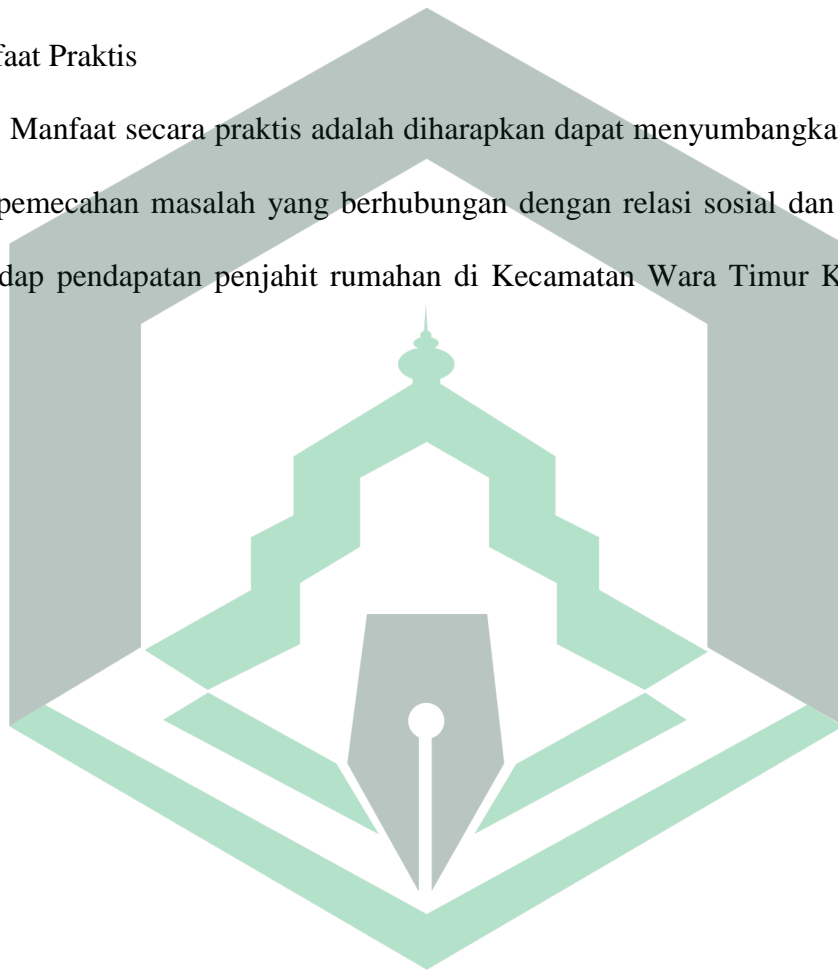 faat Praktis
Manfaat secara praktis adalah diharapkan dapat menyumbangka
pemecahan masalah yang berhubungan dengan relasi sosial dan
dap pendapatan penjahit rumahan di Kecamatan Wara Timur K